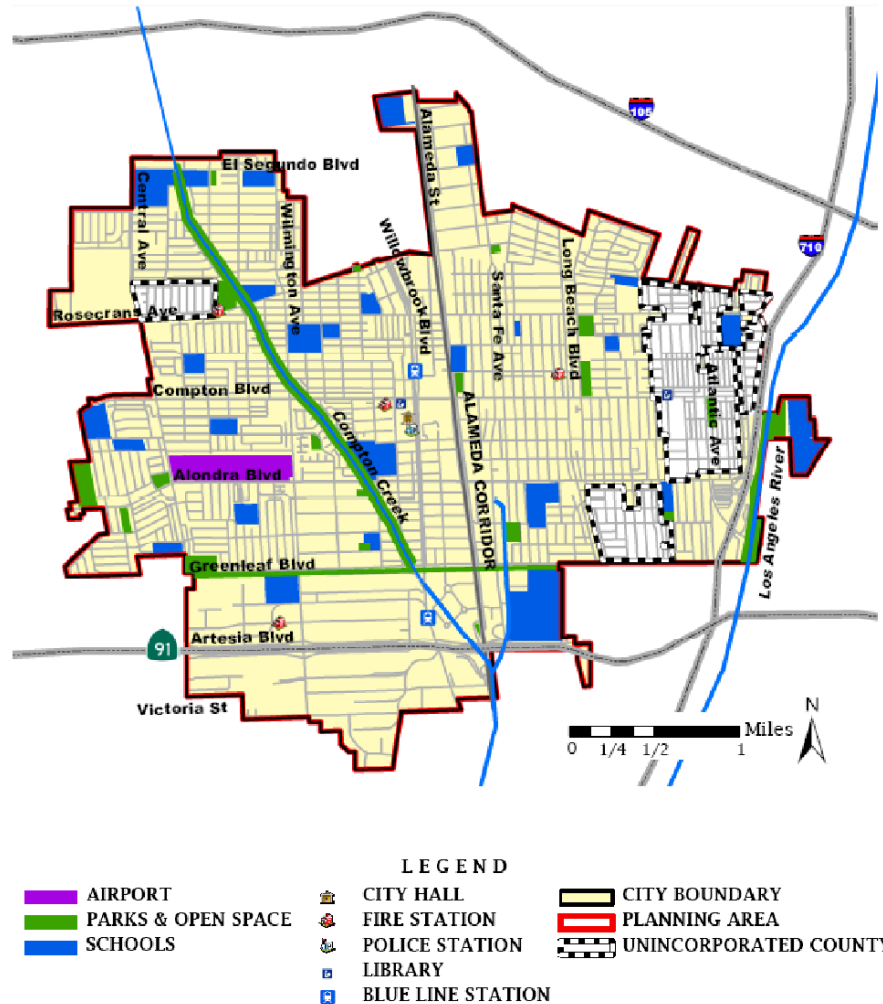 105
Alameda St
El Segundo Blvd
Central Ave
Wilmington Ave
Willowbrook Blvd
Santa Fe Ave
Long Beach Blvd
710
Rosecrans Ave
Compton Blvd
Atlantic Ave
Compton Creek
ALAMEDA CORRIDOR
Alondra Blvd
Los Angeles River
Greenleaf Blvd
Artesia Blvd
91
Victoria St
N
Miles
0 1/4 1/2 1
LEGEND
AIRPORT
PARKS & OPEN SPACE
SCHOOLS
CITY HALL
FIRE STATION
POLICE STATION
LIBRARY
BLUE LINE STATION
CITY BOUNDARY
PLANNING AREA
UNINCORPORATED COUNTY